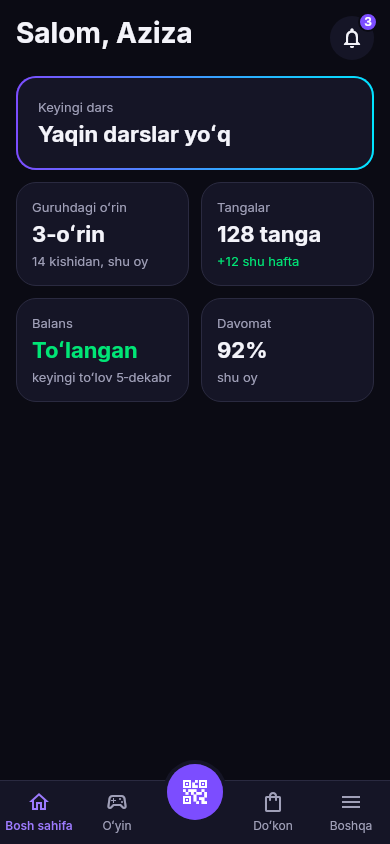 Salom, Aziza
3
Keyingi dars
Yaqin darslar yoʻq
Guruhdagi oʻrin
3-oʻrin
14 kishidan, shu oy
Tangalar
128 tanga
+12 shu hafta
Balans
Toʻlangan
keyingi toʻlov 5-dekabr
Davomat
92%
shu oy
Bosh sahifa
Oʻyin
Doʻkon
Boshqa